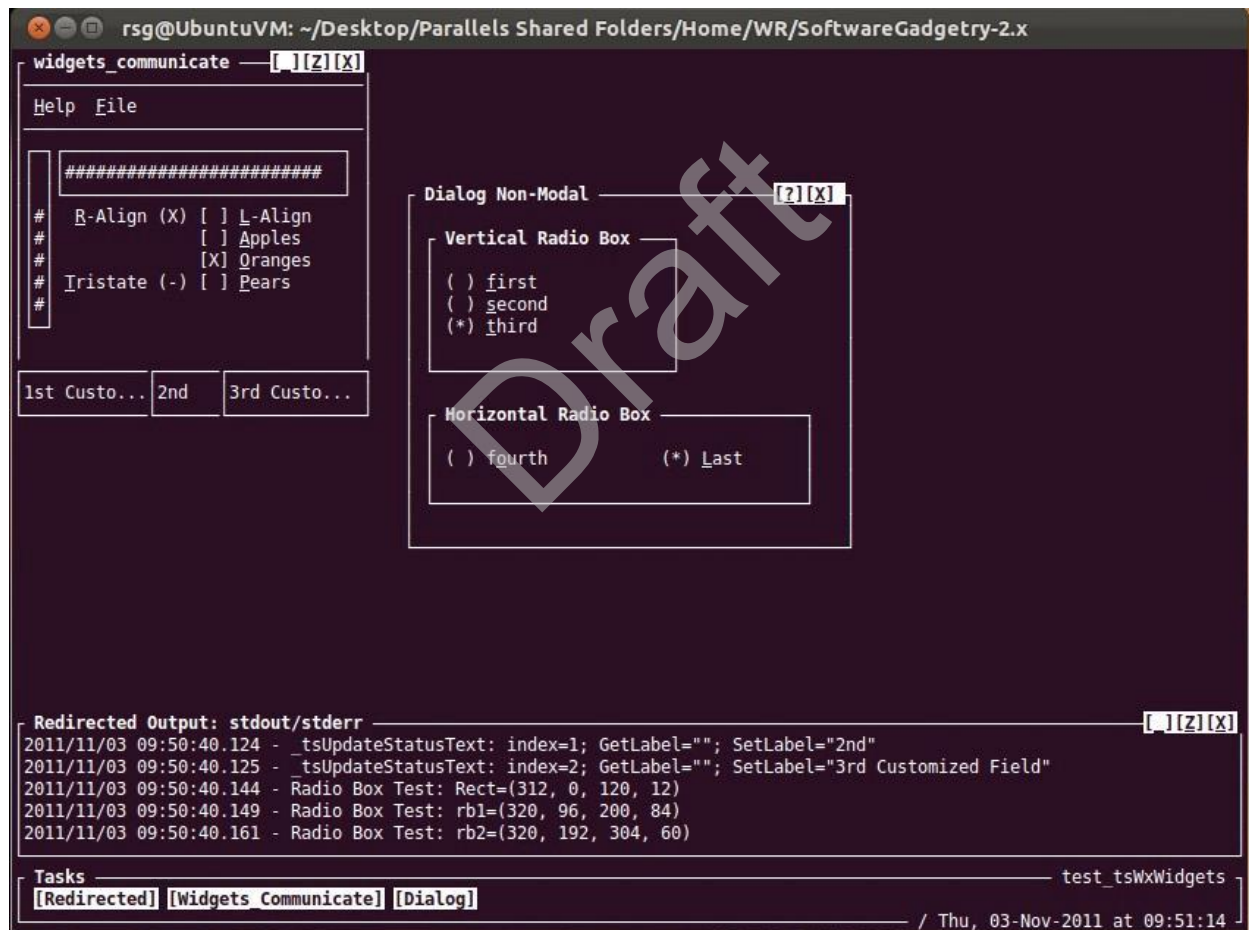 rsg@UbuntuVM: ~/Desktop/Parallels Shared Folders/Home/WR/SoftwareGadgetry-2.x
widgets_communicate [_][Z][X]
Help File
#########################
# R-Align (X) [ ] L-Align
# [ ] Apples
# [X] Oranges
# Tristate (-) [ ] Pears
#
1st Custo... 2nd 3rd Custo...
Dialog Non-Modal [?][X]
Vertical Radio Box
( ) first
( ) second
(*) third
Horizontal Radio Box
( ) fourth (*) Last
Draft
Redirected Output: stdout/stderr [_][Z][X]
2011/11/03 09:50:40.124 - _tsUpdateStatusText: index=1; GetLabel=""; SetLabel="2nd"
2011/11/03 09:50:40.125 - _tsUpdateStatusText: index=2; GetLabel=""; SetLabel="3rd Customized Field"
2011/11/03 09:50:40.144 - Radio Box Test: Rect=(312, 0, 120, 12)
2011/11/03 09:50:40.149 - Radio Box Test: rb1=(320, 96, 200, 84)
2011/11/03 09:50:40.161 - Radio Box Test: rb2=(320, 192, 304, 60)
Tasks test_tsWxWidgets
[Redirected] [Widgets_Communicate] [Dialog]
/ Thu, 03-Nov-2011 at 09:51:14